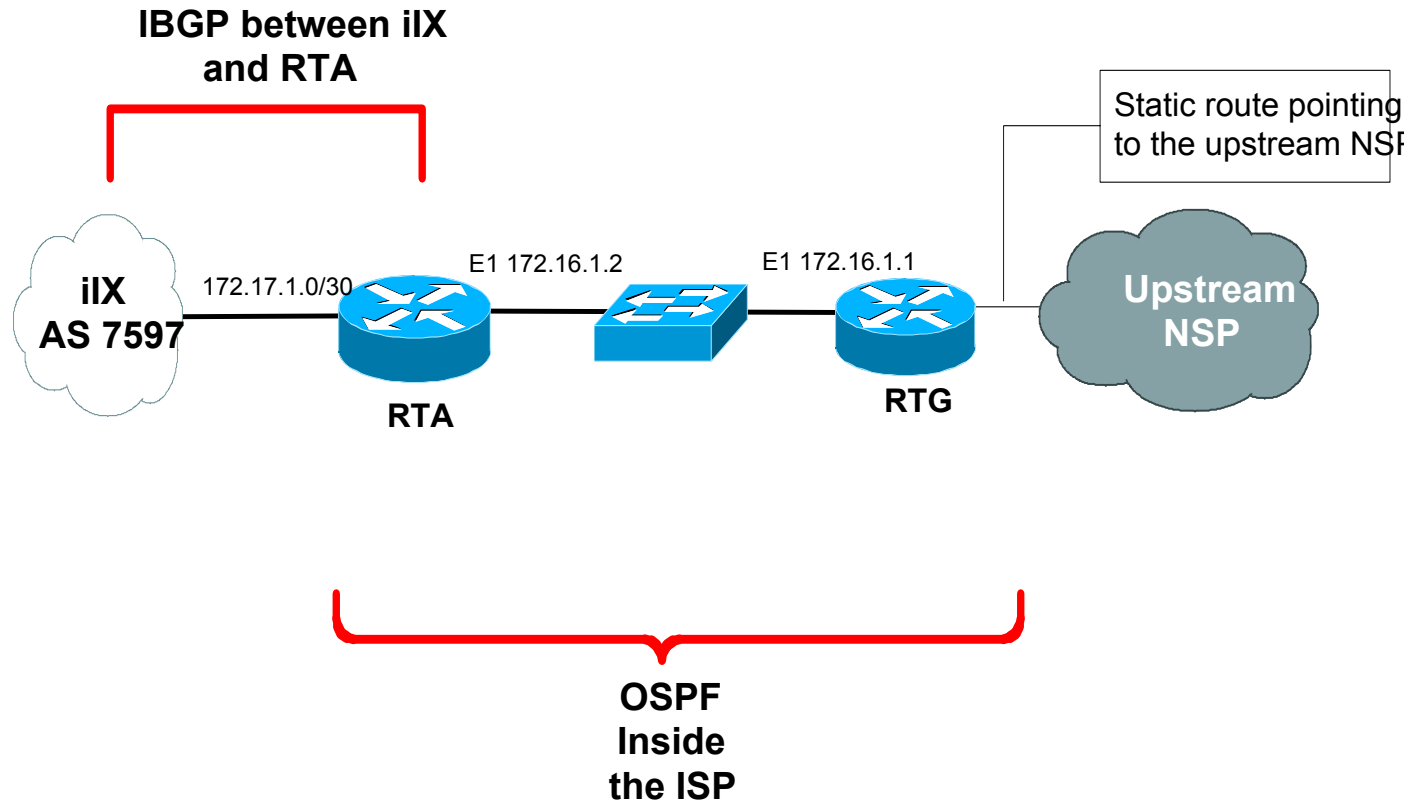 IBGP between iIX
and RTA
Static route pointing
to the upstream NSP
iIX
AS 7597
172.17.1.0/30
E1 172.16.1.2
E1 172.16.1.1
Upstream
NSP
RTA
RTG
OSPF
Inside
the ISP